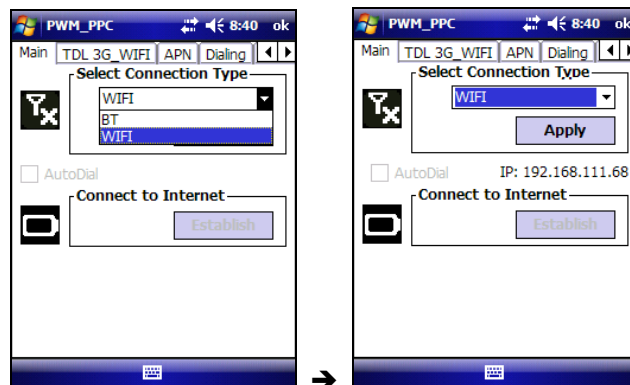 PWM_PPC 8:40 ok
Main TDL 3G_WIFI APN Dialing
Select Connection Type
WIFI
BT
WIFI
AutoDial
Connect to Internet
Establish
➔
PWM_PPC 8:40 ok
Main TDL 3G_WIFI APN Dialing
Select Connection Type
WIFI
Apply
AutoDial IP: 192.168.111.68
Connect to Internet
Establish